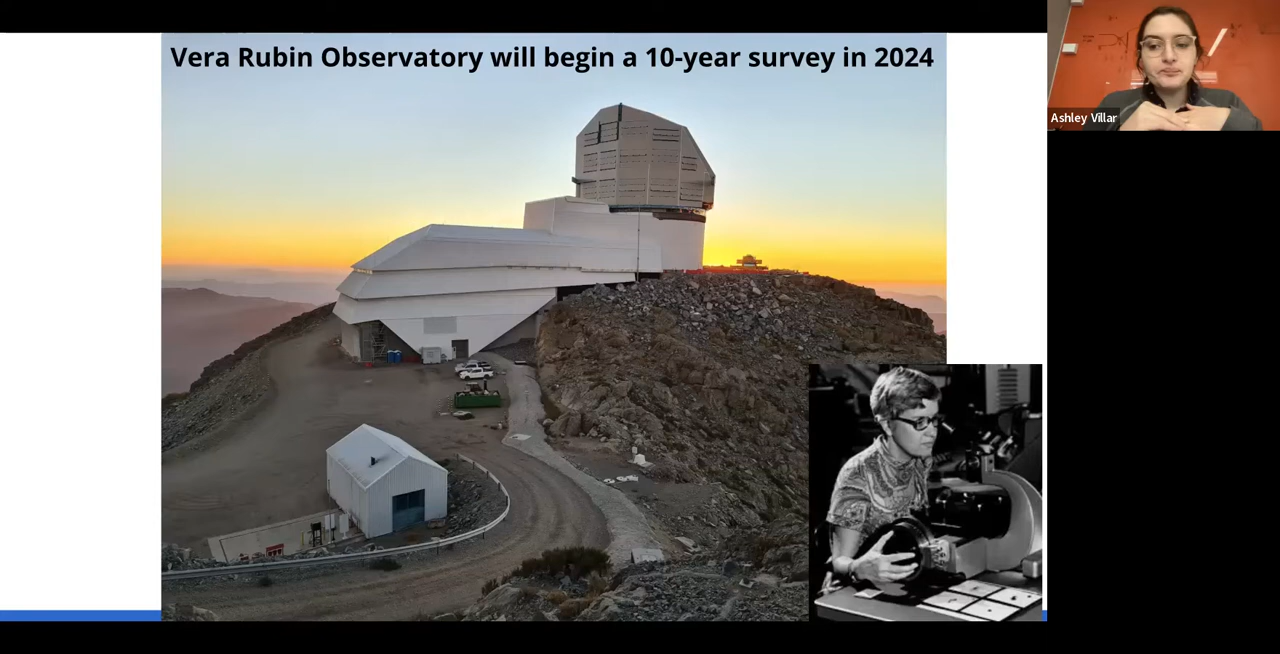 Vera Rubin Observatory will begin a 10-year survey in 2024
Ashley Villar